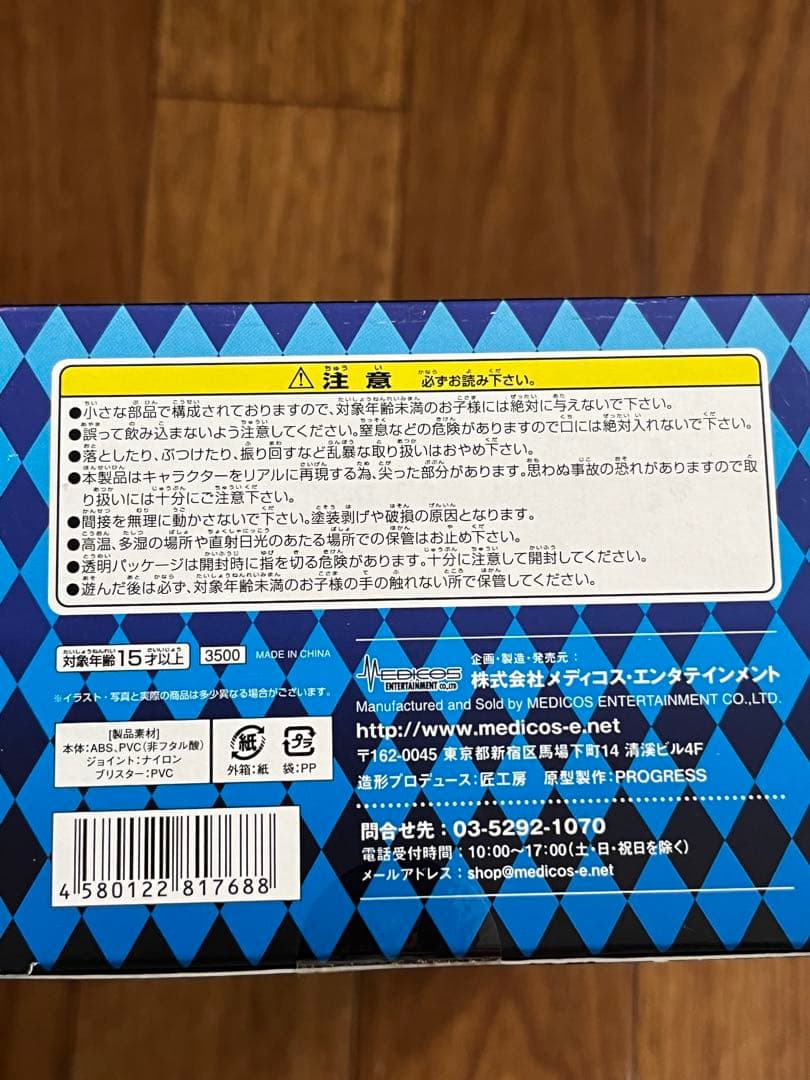 ⚠ 注意 必ずお読み下さい。
●小さな部品で構成されておりますので、対象年齢未満のお子様には絶対に与えないで下さい。
●誤って飲み込まないよう注意してください。窒息などの危険がありますので口には絶対入れないで下さい。
●落としたり、ぶつけたり、振り回すなど乱暴な取り扱いはおやめ下さい。
●本製品はキャラクターをリアルに再現する為、尖った部分があります。思わぬ事故の恐れがありますので取
り扱いには十分にご注意下さい。
●間接を無理に動かさないで下さい。塗装剥げや破損の原因となります。
●高温、多湿の場所や直射日光のあたる場所での保管はお止め下さい。
●透明パッケージは開封時に指を切る危険があります。十分に注意して開封してください。
●遊んだ後は必ず、対象年齢未満のお子様の手の触れない所で保管してください。
対象年齢15才以上 3500 MADE IN CHINA
※イラスト・写真と実際の商品は多少異なる場合がございます。
[製品素材]
本体:ABS、PVC(非フタル酸)
ジョイント:ナイロン
ブリスター:PVC
紙
外箱:紙
プラ
袋:PP
4 580122 817688
MEDICOS
ENTERTAINMENT CO.,LTD
企画・製造・発売元:
株式会社メディコス・エンタテインメント
Manufactured and Sold by MEDICOS ENTERTAINMENT CO.,LTD.
http://www.medicos-e.net
〒162-0045 東京都新宿区馬場下町14 清溪ビル4F
造形プロデュース:匠工房 原型製作:PROGRESS
問合せ先:03-5292-1070
電話受付時間:10:00〜17:00(土・日・祝日を除く)
メールアドレス:shop@medicos-e.net